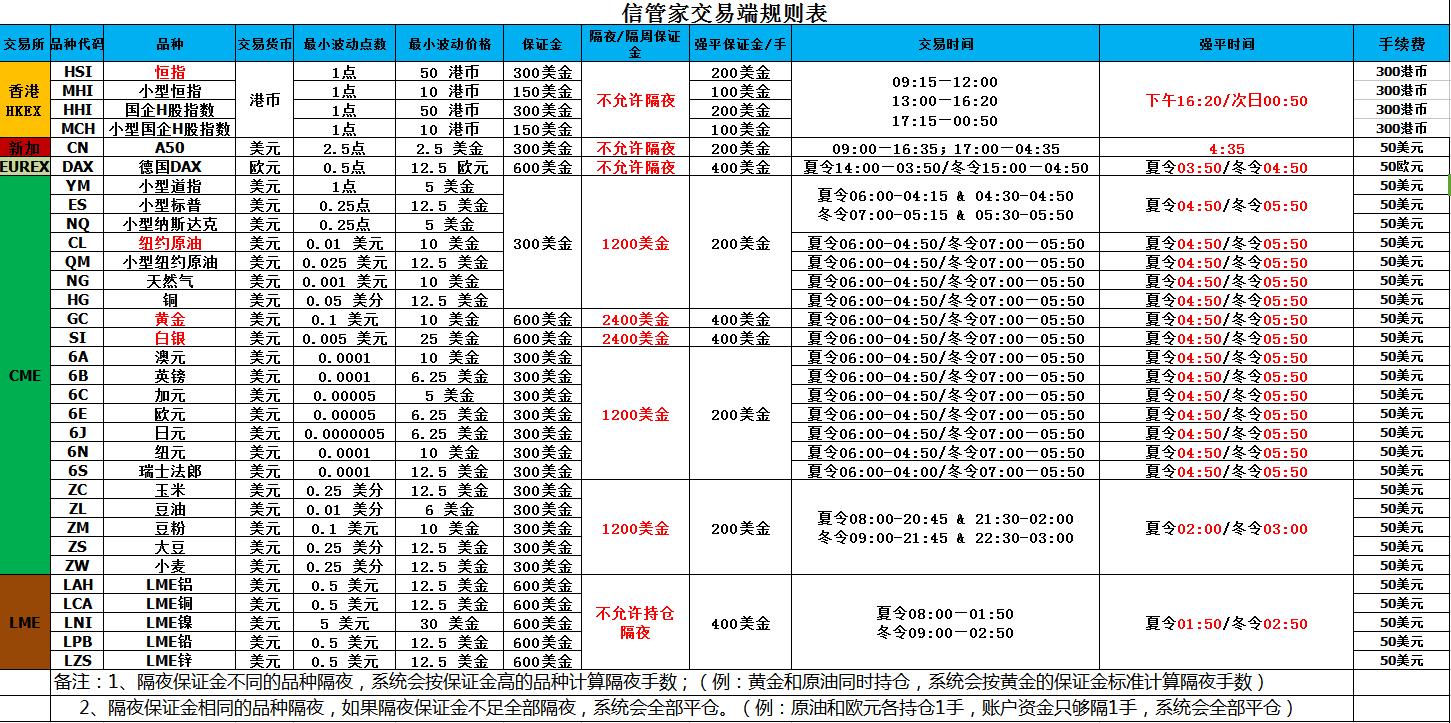 信管家交易端规则表
交易所 品种代码 品种 交易货币 最小波动点数 最小波动价格 保证金 隔夜/隔周保证金 强平保证金/手 交易时间 强平时间 手续费
香港HKEX HSI 恒指 港币 1点 50 港币 300美金 不允许隔夜 200美金 09:15—12:00 13:00—16:20 17:15—00:50 下午16:20/次日00:50 300港币
MHI 小型恒指 1点 10 港币 150美金 100美金 300港币
HHI 国企H股指数 1点 50 港币 300美金 200美金 300港币
MCH 小型国企H股指数 1点 10 港币 150美金 100美金 300港币
新加 CN A50 美元 2.5点 2.5 美金 300美金 不允许隔夜 200美金 09:00—16:35; 17:00—04:35 4:35 50美元
EUREX DAX 德国DAX 欧元 0.5点 12.5 欧元 600美金 不允许隔夜 400美金 夏令14:00—03:50/冬令15:00—04:50 夏令03:50/冬令04:50 50欧元
CME YM 小型道指 美元 1点 5 美金 300美金 1200美金 200美金 夏令06:00-04:15 & 04:30-04:50 冬令07:00-05:15 & 05:30-05:50 夏令04:50/冬令05:50 50美元
ES 小型标普 美元 0.25点 12.5 美金 50美元
NQ 小型纳斯达克 美元 0.25点 5 美金 50美元
CL 纽约原油 美元 0.01 美元 10 美金 夏令06:00-04:50/冬令07:00—05:50 夏令04:50/冬令05:50 50美元
QM 小型纽约原油 美元 0.025 美元 12.5 美金 夏令06:00-04:50/冬令07:00—05:50 夏令04:50/冬令05:50 50美元
NG 天然气 美元 0.001 美元 10 美金 夏令06:00-04:50/冬令07:00—05:50 夏令04:50/冬令05:50 50美元
HG 铜 美元 0.05 美分 12.5 美金 夏令06:00-04:50/冬令07:00—05:50 夏令04:50/冬令05:50 50美元
GC 黄金 美元 0.1 美元 10 美金 600美金 2400美金 400美金 夏令06:00-04:50/冬令07:00—05:50 夏令04:50/冬令05:50 50美元
SI 白银 美元 0.005 美元 25 美金 600美金 2400美金 400美金 夏令06:00-04:50/冬令07:00—05:50 夏令04:50/冬令05:50 50美元
6A 澳元 美元 0.0001 10 美金 300美金 1200美金 200美金 夏令06:00-04:50/冬令07:00—05:50 夏令04:50/冬令05:50 50美元
6B 英镑 美元 0.0001 6.25 美金 300美金 夏令06:00-04:50/冬令07:00—05:50 夏令04:50/冬令05:50 50美元
6C 加元 美元 0.00005 5 美金 300美金 夏令06:00-04:50/冬令07:00—05:50 夏令04:50/冬令05:50 50美元
6E 欧元 美元 0.00005 6.25 美金 300美金 夏令06:00-04:50/冬令07:00—05:50 夏令04:50/冬令05:50 50美元
6J 日元 美元 0.0000005 6.25 美金 300美金 夏令06:00-04:50/冬令07:00—05:50 夏令04:50/冬令05:50 50美元
6N 纽元 美元 0.0001 10 美金 300美金 夏令06:00-04:50/冬令07:00—05:50 夏令04:50/冬令05:50 50美元
6S 瑞士法郎 美元 0.0001 12.5 美金 300美金 夏令06:00-04:00/冬令07:00—05:50 夏令04:50/冬令05:50 50美元
ZC 玉米 美元 0.25 美分 12.5 美金 300美金 1200美金 200美金 夏令08:00-20:45 & 21:30-02:00 冬令09:00-21:45 & 22:30-03:00 夏令02:00/冬令03:00 50美元
ZL 豆油 美元 0.01 美分 6 美金 300美金 50美元
ZM 豆粉 美元 0.1 美元 10 美金 300美金 50美元
ZS 大豆 美元 0.25 美分 12.5 美金 300美金 50美元
ZW 小麦 美元 0.25 美分 12.5 美金 300美金 50美元
LME LAH LME铝 美元 0.5 美元 12.5 美金 600美金 不允许持仓隔夜 400美金 夏令08:00—01:50 冬令09:00—02:50 夏令01:50/冬令02:50 50美元
LCA LME铜 美元 0.5 美元 12.5 美金 600美金 50美元
LNI LME镍 美元 5 美元 30 美金 600美金 50美元
LPB LME铅 美元 0.5 美元 12.5 美金 600美金 50美元
LZS LME锌 美元 0.5 美元 12.5 美金 600美金 50美元
备注：1、隔夜保证金不同的品种隔夜，系统会按保证金高的品种计算隔夜手数；（例：黄金和原油同时持仓，系统会按黄金的保证金标准计算隔夜手数）
2、隔夜保证金相同的品种隔夜，如果隔夜保证金不足全部隔夜，系统会全部平仓。（例：原油和欧元各持仓1手，账户资金只够隔1手，系统会全部平仓）